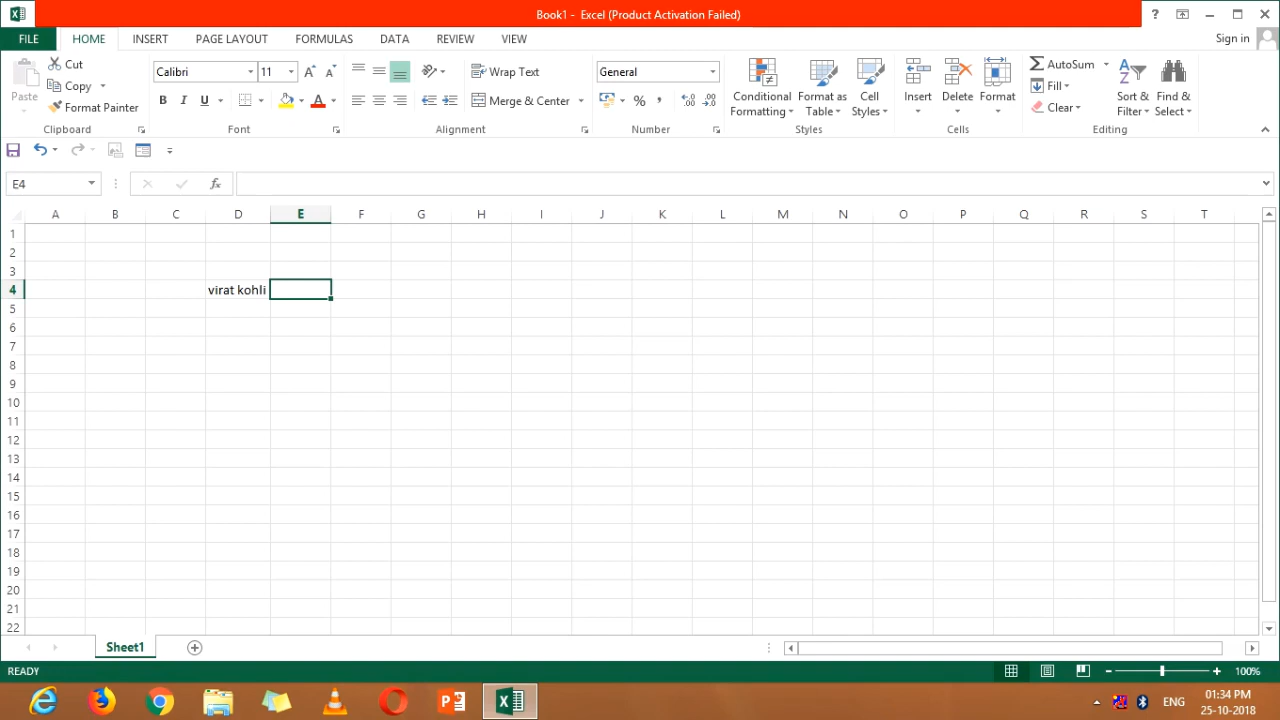 Book1 - Excel (Product Activation Failed)
?
FILE HOME INSERT PAGE LAYOUT FORMULAS DATA REVIEW VIEW Sign in
Paste
Cut
Copy
Format Painter
Clipboard
Calibri 11
B I U
Font
Wrap Text
Merge & Center
Alignment
General
%
Number
Conditional Formatting
Format as Table
Cell Styles
Styles
Insert
Delete
Format
Cells
AutoSum
Fill
Clear
Sort & Filter
Find & Select
Editing
E4 fx
A B C D E F G H I J K L M N O P Q R S T
1
2
3
4 virat kohli
5
6
7
8
9
10
11
12
13
14
15
16
17
18
19
20
21
22
Sheet1
READY 100%
ENG 01:34 PM
25-10-2018